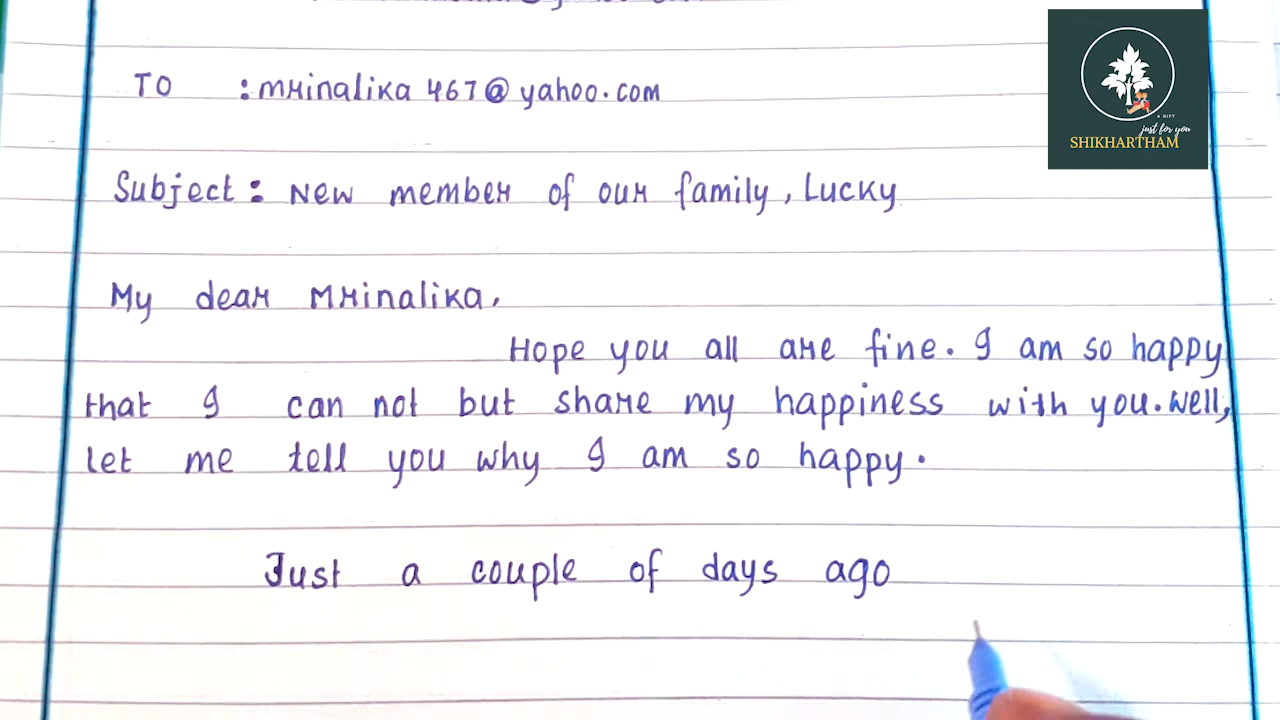 TO : mrinalika 467@yahoo.com
Subject: New member of our family, Lucky
My dear Mrinalika,
Hope you all are fine. I am so happy
that I can not but share my happiness with you. Well,
let me tell you why I am so happy.
Just a couple of days ago
A GIFT
just for you
SHIKHARTHAM